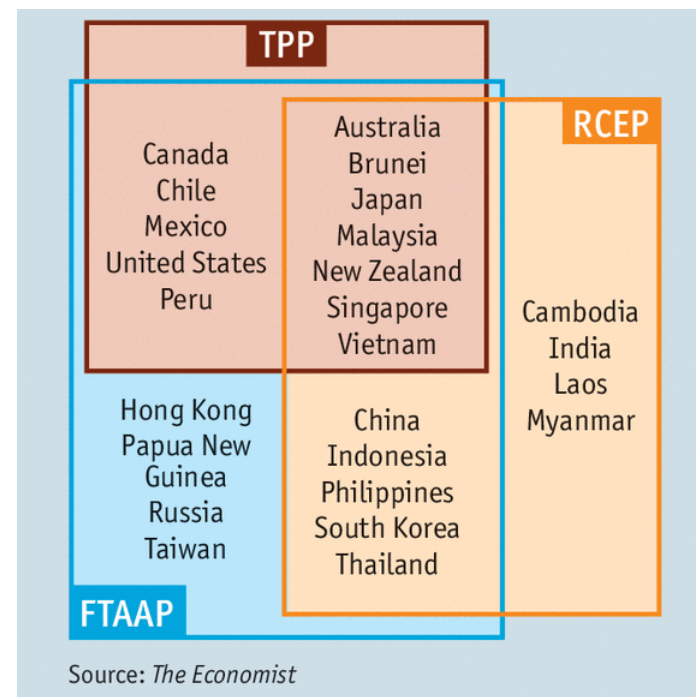 TPP
RCEP
Canada
Chile
Mexico
United States
Peru
Australia
Brunei
Japan
Malaysia
New Zealand
Singapore
Vietnam
Cambodia
India
Laos
Myanmar
Hong Kong
Papua New
Guinea
Russia
Taiwan
China
Indonesia
Philippines
South Korea
Thailand
FTAAP
Source: The Economist